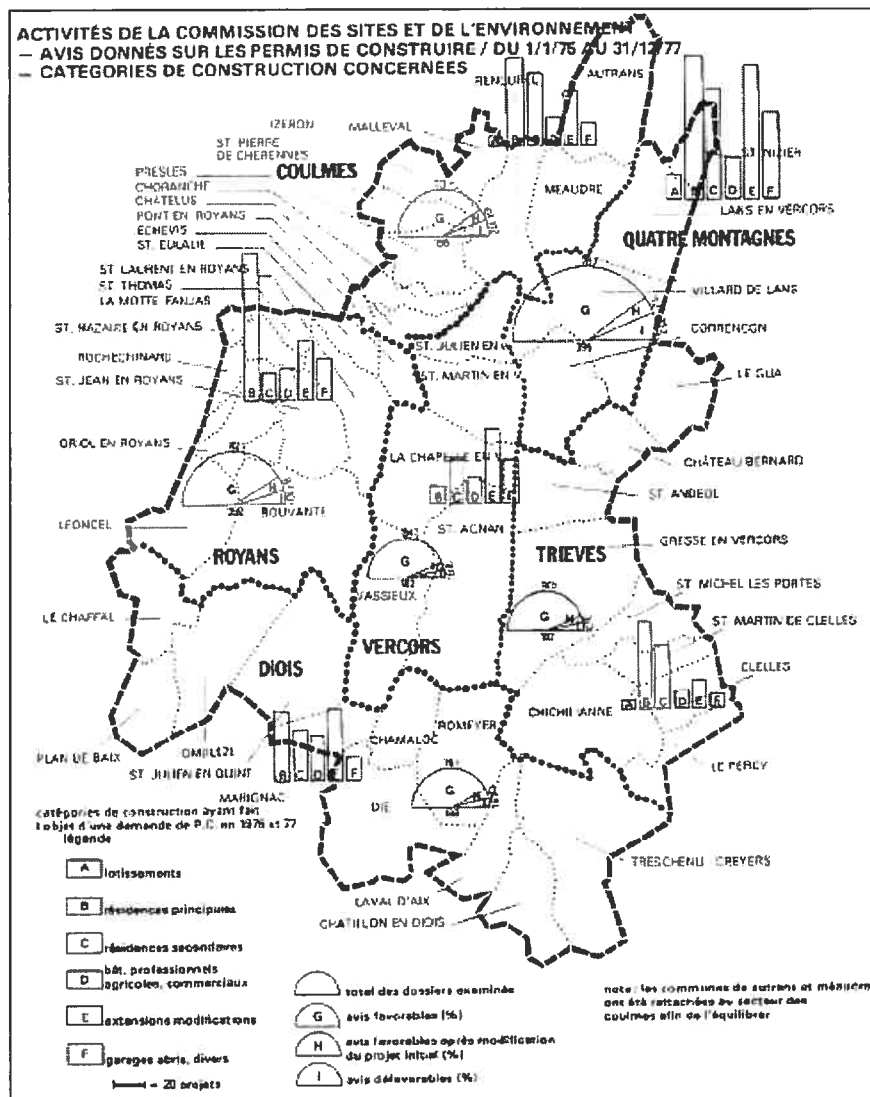 ACTIVITÉS DE LA COMMISSION DES SITES ET DE L'ENVIRONNEMENT
— AVIS DONNÉS SUR LES PERMIS DE CONSTRUIRE / DU 1/1/75 AU 31/12/77
— CATÉGORIES DE CONSTRUCTION CONCERNÉES
AUTRANS
IZERON
MALLEVAL
ST. PIERRE
DE CHERENNES
COULMES
PRESLES
CHORANCHE
CHATELUS
PONT EN ROYANS
ECHEVIS
ST. EULALIE
MEAUDRE
A B C D E F
LANS EN VERCORS
QUATRE MONTAGNES
ST. LAURENT EN ROYANS
ST. THOMAS
LA MOTTE FANJAS
VILLARD DE LANS
ST. NAZAIRE EN ROYANS
CORRENCON
ROCHECHINARD
ST. JULIEN EN V
ST. JEAN EN ROYANS
ST. MARTIN EN V
LE GUA
B C D E F
ORIOL EN ROYANS
LA CHAPELLE EN V
CHÂTEAU BERNARD
ST. ANDEOL
BOUVANTE
B C D E F
LEONCEL
ST. AGNAN
ROYANS
TRIEVES
GRESSE EN VERCORS
VASSIEUX
ST. MICHEL LES PORTES
LE CHAFFAL
ST. MARTIN DE CLELLES
VERCORS
DIOIS
CLELLES
CHICHILIANNE
ROMEYER
CHAMALOC
PLAN DE BAIX
OMBLEZE
ST. JULIEN EN QUINT
B C D E F
LE PERCY
MARIGNAC
DIE
TRESCHENU CREYERS
LAVAL D'AIX
CHATILLON EN DIOIS
catégories de construction ayant fait
l'objet d'une demande de P.C. en 1976 et 77
légende
A lotissements
B résidences principales
C résidences secondaires
D bât. professionnels
agricoles, commerciaux
E extensions modifications
F garages abris, divers
= 20 projets
total des dossiers examinés
G avis favorables (%)
H avis favorables après modification
du projet initial (%)
I avis défavorables (%)
note : les communes de autrans et méaudre
ont été rattachées au secteur des
coulmes afin de l'équilibrer